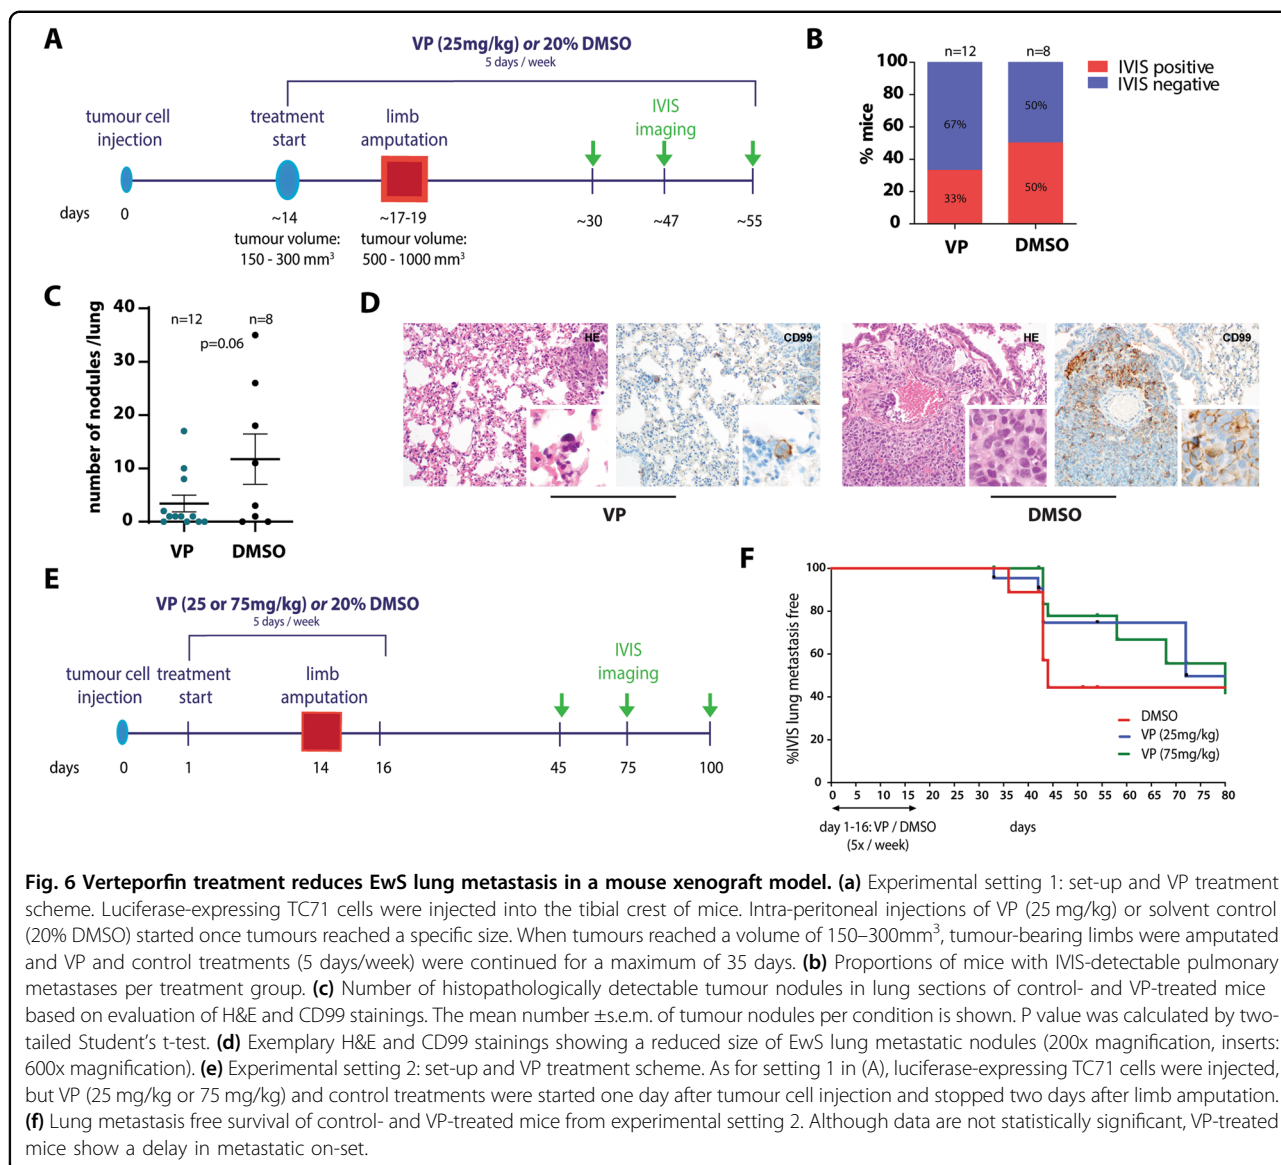 A
VP (25mg/kg) or 20% DMSO
5 days / week
tumour cell
injection
treatment
start
limb
amputation
IVIS
imaging
days
0
~14
~17-19
~30
~47
~55
tumour volume:
150 - 300 mm³
tumour volume:
500 - 1000 mm³
B
n=12
n=8
IVIS positive
IVIS negative
% mice
100
80
60
40
20
0
67%
33%
50%
50%
VP
DMSO
C
number of nodules /lung
40
30
20
10
0
n=12
n=8
p=0.06
VP
DMSO
D
HE
CD99
HE
CD99
VP
DMSO
E
VP (25 or 75mg/kg) or 20% DMSO
5 days / week
tumour cell
injection
treatment
start
limb
amputation
IVIS
imaging
days
0
1
14
16
45
75
100
F
%IVIS lung metastasis free
100
80
60
40
20
0
DMSO
VP (25mg/kg)
VP (75mg/kg)
0 5 10 15 20 25 30 35 40 45 50 55 60 65 70 75 80
day 1-16: VP / DMSO
(5x / week)
days
Fig. 6 Verteporfin treatment reduces EwS lung metastasis in a mouse xenograft model. (a) Experimental setting 1: set-up and VP treatment
scheme. Luciferase-expressing TC71 cells were injected into the tibial crest of mice. Intra-peritoneal injections of VP (25 mg/kg) or solvent control
(20% DMSO) started once tumours reached a specific size. When tumours reached a volume of 150–300mm³, tumour-bearing limbs were amputated
and VP and control treatments (5 days/week) were continued for a maximum of 35 days. (b) Proportions of mice with IVIS-detectable pulmonary
metastases per treatment group. (c) Number of histopathologically detectable tumour nodules in lung sections of control- and VP-treated mice
based on evaluation of H&E and CD99 stainings. The mean number ±s.e.m. of tumour nodules per condition is shown. P value was calculated by two-
tailed Student's t-test. (d) Exemplary H&E and CD99 stainings showing a reduced size of EwS lung metastatic nodules (200x magnification, inserts:
600x magnification). (e) Experimental setting 2: set-up and VP treatment scheme. As for setting 1 in (A), luciferase-expressing TC71 cells were injected,
but VP (25 mg/kg or 75 mg/kg) and control treatments were started one day after tumour cell injection and stopped two days after limb amputation.
(f) Lung metastasis free survival of control- and VP-treated mice from experimental setting 2. Although data are not statistically significant, VP-treated
mice show a delay in metastatic on-set.